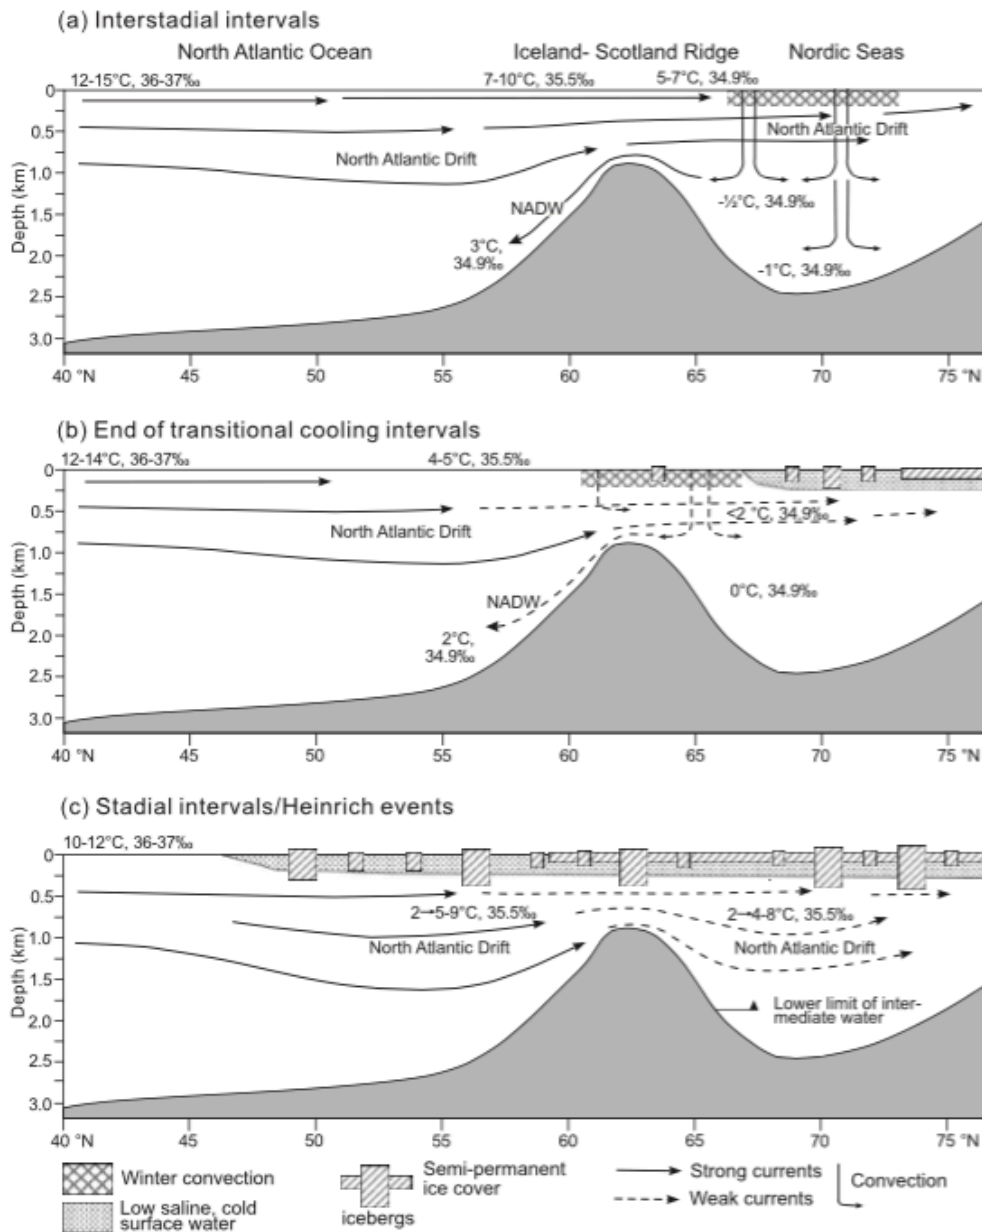 (a) Interstadial intervals
North Atlantic Ocean Iceland- Scotland Ridge Nordic Seas
12-15°C, 36-37‰ 7-10°C, 35.5‰ 5-7°C, 34.9‰
0
0.5
1.0
1.5
2.0
2.5
3.0
Depth (km)
North Atlantic Drift
North Atlantic Drift
NADW
3°C,
34.9‰
-½°C, 34.9‰
-1°C, 34.9‰
40 °N 45 50 55 60 65 70 75 °N
(b) End of transitional cooling intervals
12-14°C, 36-37‰ 4-5°C, 35.5‰
0
0.5
1.0
1.5
2.0
2.5
3.0
Depth (km)
North Atlantic Drift
<2 °C, 34.9‰
NADW
2°C,
34.9‰
0°C, 34.9‰
40 °N 45 50 55 60 65 70 75 °N
(c) Stadial intervals/Heinrich events
10-12°C, 36-37‰
0
0.5
1.0
1.5
2.0
2.5
3.0
Depth (km)
2→5-9°C, 35.5‰ 2→4-8°C, 35.5‰
North Atlantic Drift North Atlantic Drift
Lower limit of inter-
mediate water
40 °N 45 50 55 60 65 70 75 °N
Winter convection
Low saline, cold
surface water
Semi-permanent
ice cover
icebergs
Strong currents
Weak currents
Convection